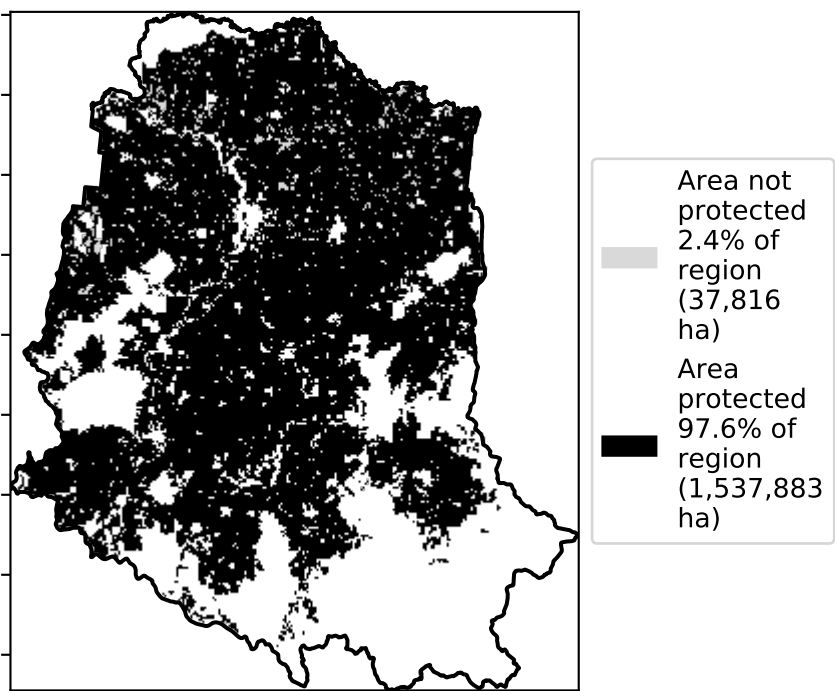 Area not
protected
2.4% of
region
(37,816
ha)
Area
protected
97.6% of
region
(1,537,883
ha)